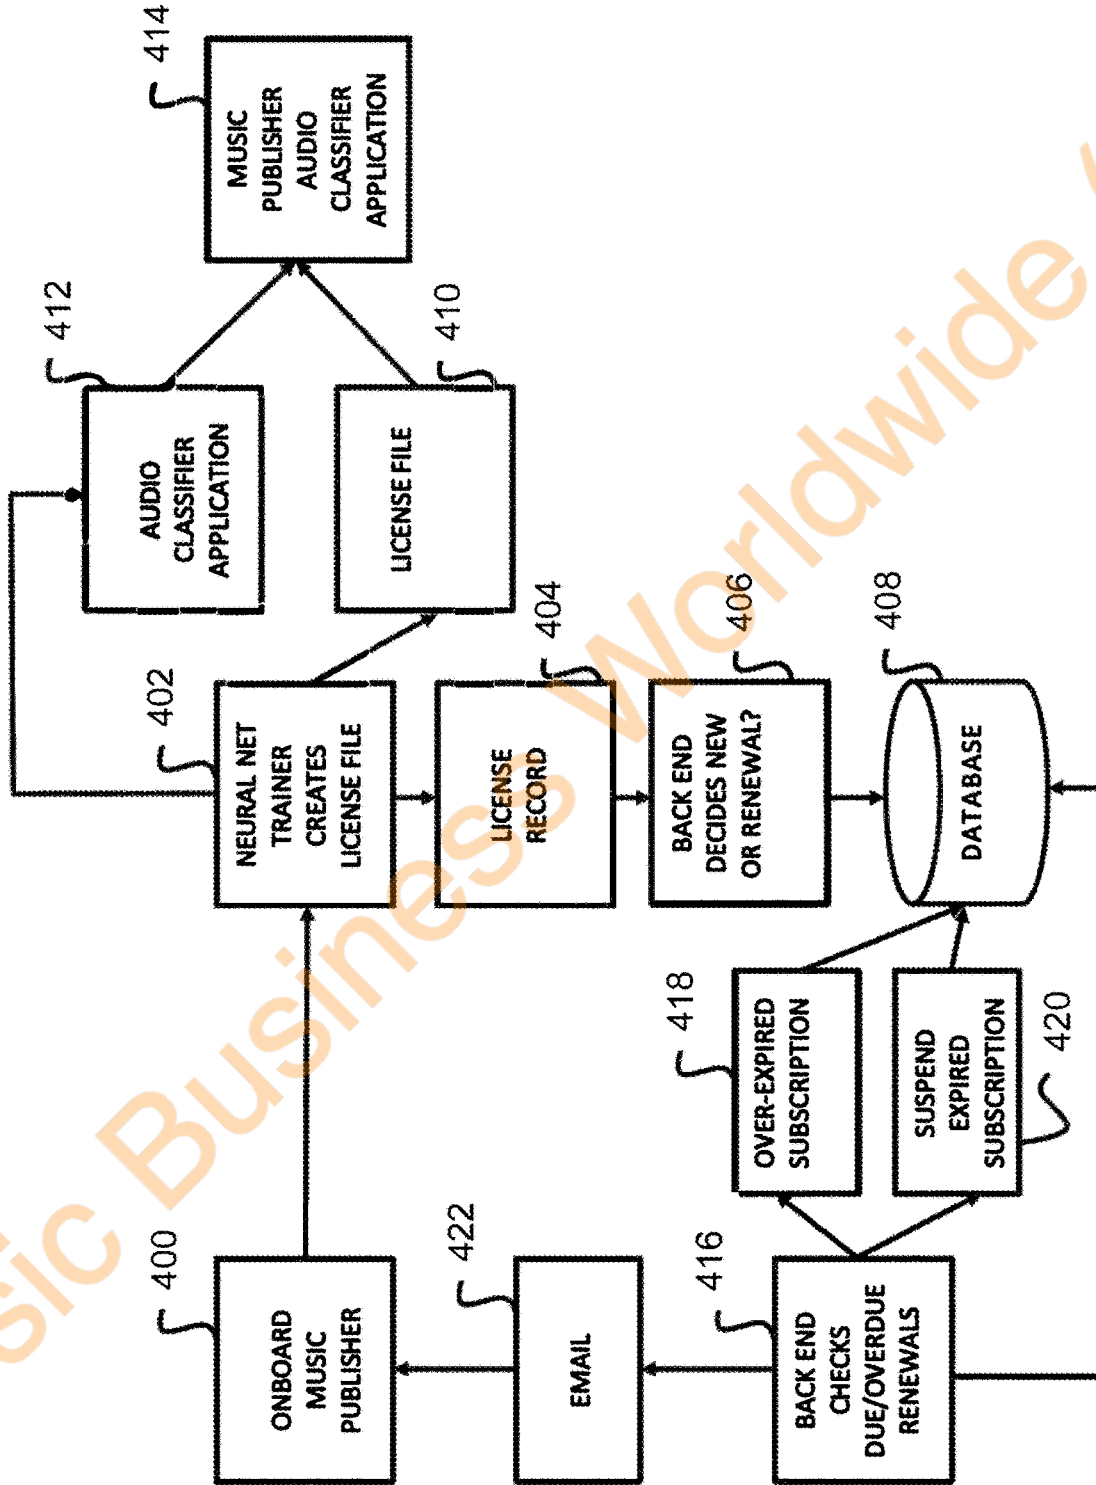 400
ONBOARD
MUSIC
PUBLISHER
402
NEURAL NET
TRAINER
CREATES
LICENSE FILE
412
AUDIO
CLASSIFIER
APPLICATION
414
MUSIC
PUBLISHER
AUDIO
CLASSIFIER
APPLICATION
410
LICENSE FILE
422
EMAIL
404
LICENSE
RECORD
406
BACK END
DECIDES NEW
OR RENEWAL?
416
BACK END
CHECKS
DUE/OVERDUE
RENEWALS
418
OVER-EXPIRED
SUBSCRIPTION
420
SUSPEND
EXPIRED
SUBSCRIPTION
408
DATABASE
sic Business Worldwide